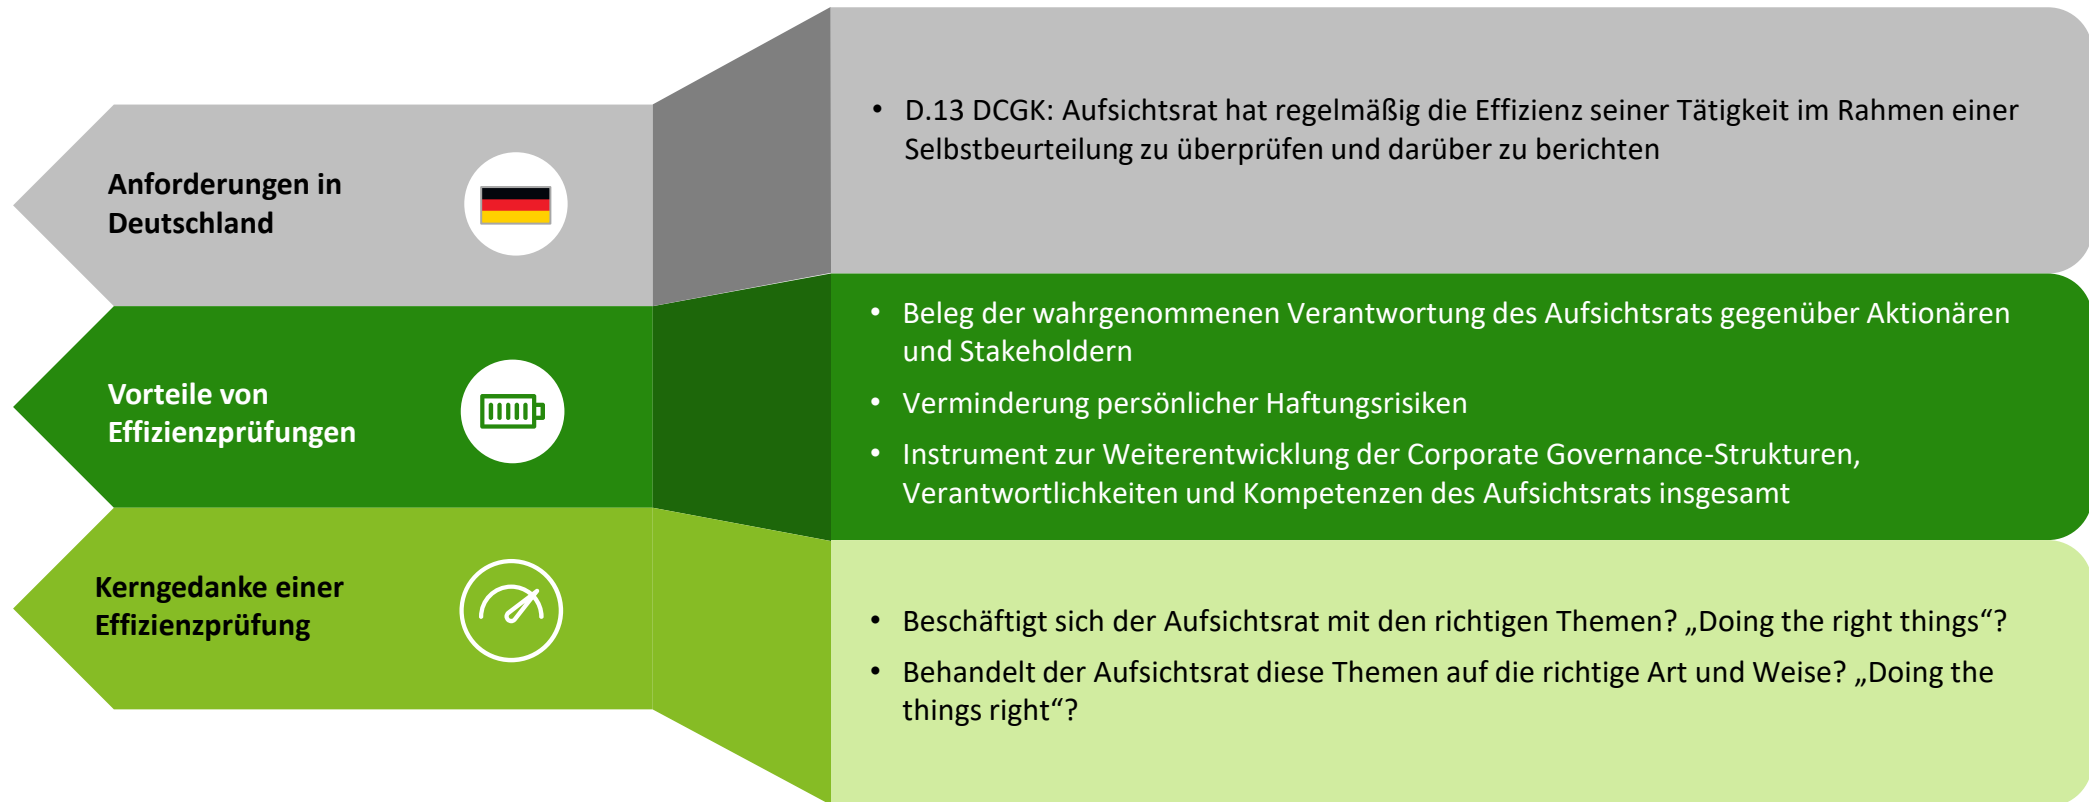 Anforderungen in
Deutschland
• D.13 DCGK: Aufsichtsrat hat regelmäßig die Effizienz seiner Tätigkeit im Rahmen einer
Selbstbeurteilung zu überprüfen und darüber zu berichten
Vorteile von
Effizienzprüfungen
• Beleg der wahrgenommenen Verantwortung des Aufsichtsrats gegenüber Aktionären
und Stakeholdern
• Verminderung persönlicher Haftungsrisiken
• Instrument zur Weiterentwicklung der Corporate Governance-Strukturen,
Verantwortlichkeiten und Kompetenzen des Aufsichtsrats insgesamt
Kerngedanke einer
Effizienzprüfung
• Beschäftigt sich der Aufsichtsrat mit den richtigen Themen? „Doing the right things“?
• Behandelt der Aufsichtsrat diese Themen auf die richtige Art und Weise? „Doing the
things right“?